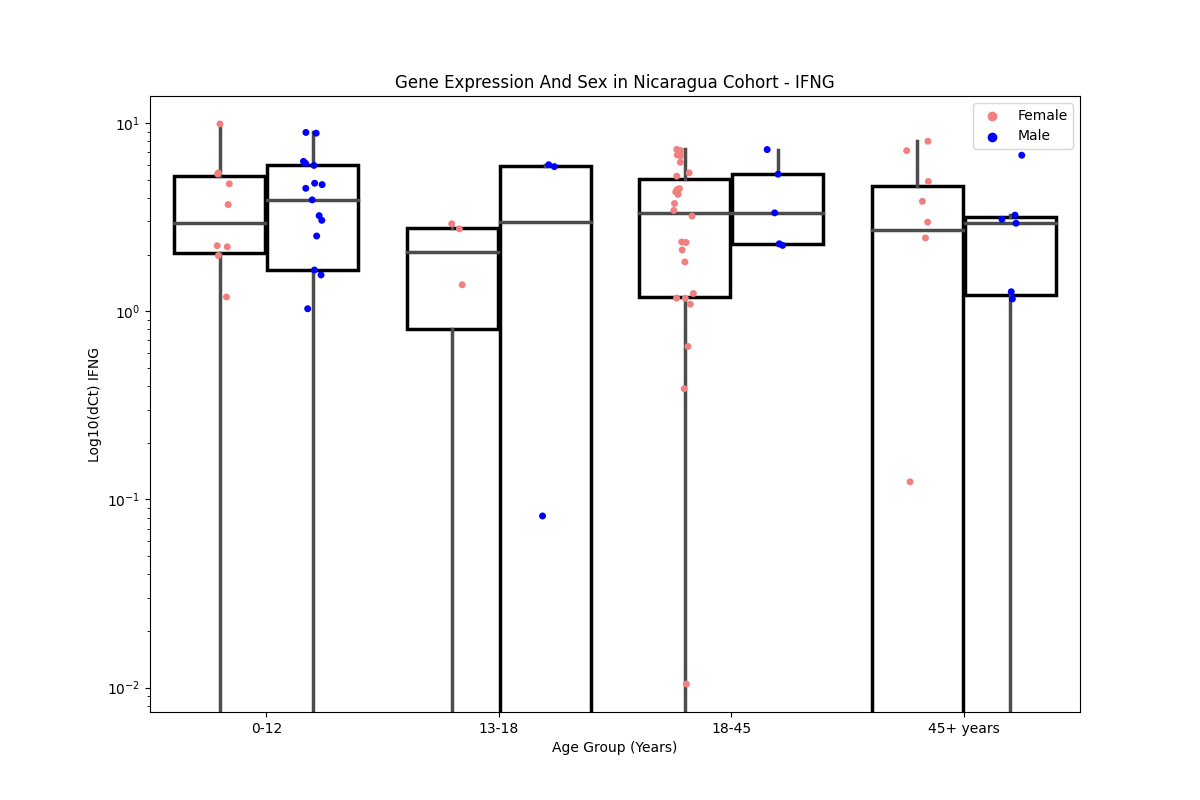 Gene Expression And Sex in Nicaragua Cohort - IFNG
Female
Male
10¹
10⁰
10⁻¹
10⁻²
Log10(dCt) IFNG
0-12
13-18
18-45
45+ years
Age Group (Years)